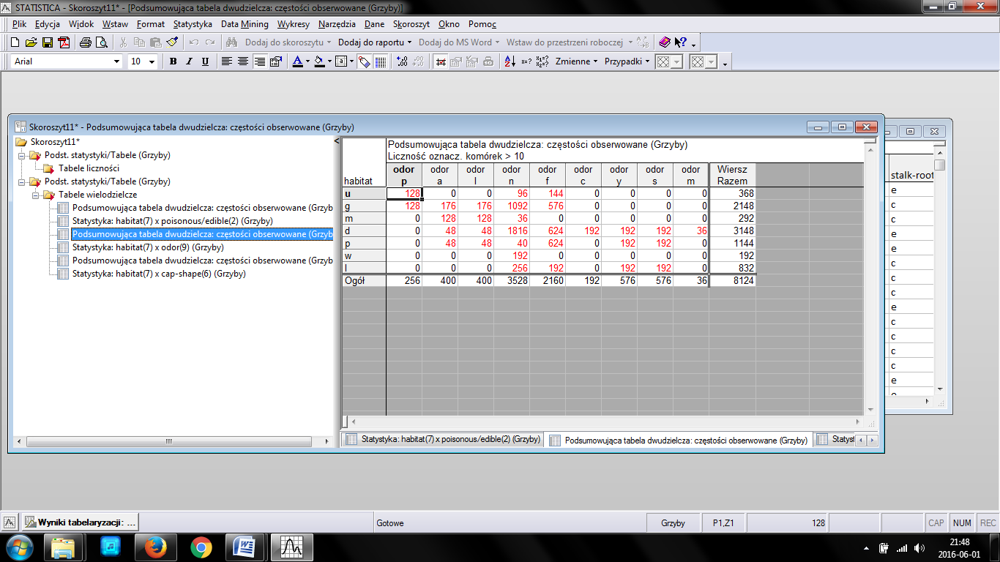 STATISTICA - Skoroszyt11* - [Podsumowująca tabela dwudzielcza: częstości obserwowane (Grzyby)]
Plik Edycja Widok Wstaw Format Statystyka Data Mining Wykresy Narzędzia Dane Skoroszyt Okno Pomoc
Dodaj do skoroszytu Dodaj do raportu Dodaj do MS Word Wstaw do przestrzeni roboczej
Arial 10 B I U Zmienne Przypadki
Skoroszyt11* - Podsumowująca tabela dwudzielcza: częstości obserwowane (Grzyby)
Skoroszyt11*
Podst. statystyki/Tabele (Grzyby)
Tabele liczności
Podst. statystyki/Tabele (Grzyby)
Tabele wielodzielcze
Podsumowująca tabela dwudzielcza: częstości obserwowane (Grzyb
Statystyka: habitat(7) x poisonous/edible(2) (Grzyby)
Podsumowująca tabela dwudzielcza: częstości obserwowane (Grzyb
Statystyka: habitat(7) x odor(9) (Grzyby)
Podsumowująca tabela dwudzielcza: częstości obserwowane (Grzyb
Statystyka: habitat(7) x cap-shape(6) (Grzyby)
<
Podsumowująca tabela dwudzielcza: częstości obserwowane (Grzyby)
Liczność oznacz. komórek > 10
odor odor odor odor odor odor odor odor odor Wiersz
habitat p a l n f c y s m Razem
u 128 0 0 96 144 0 0 0 0 368
g 128 176 176 1092 576 0 0 0 0 2148
m 0 128 128 36 0 0 0 0 0 292
d 0 48 48 1816 624 192 192 192 36 3148
p 0 48 48 40 624 0 192 192 0 1144
w 0 0 0 192 0 0 0 0 0 192
l 0 0 0 256 192 0 192 192 0 832
Ogół 256 400 400 3528 2160 192 576 576 36 8124
Statystyka: habitat(7) x poisonous/edible(2) (Grzyby) Podsumowująca tabela dwudzielcza: częstości obserwowane (Grzyby) Statyst
stalk-root
e
c
c
e
e
c
c
c
e
c
c
c
c
e
Wyniki tabelaryzacji: ... Gotowe Grzyby P1,Z1 128 CAP NUM REC
21:48
2016-06-01